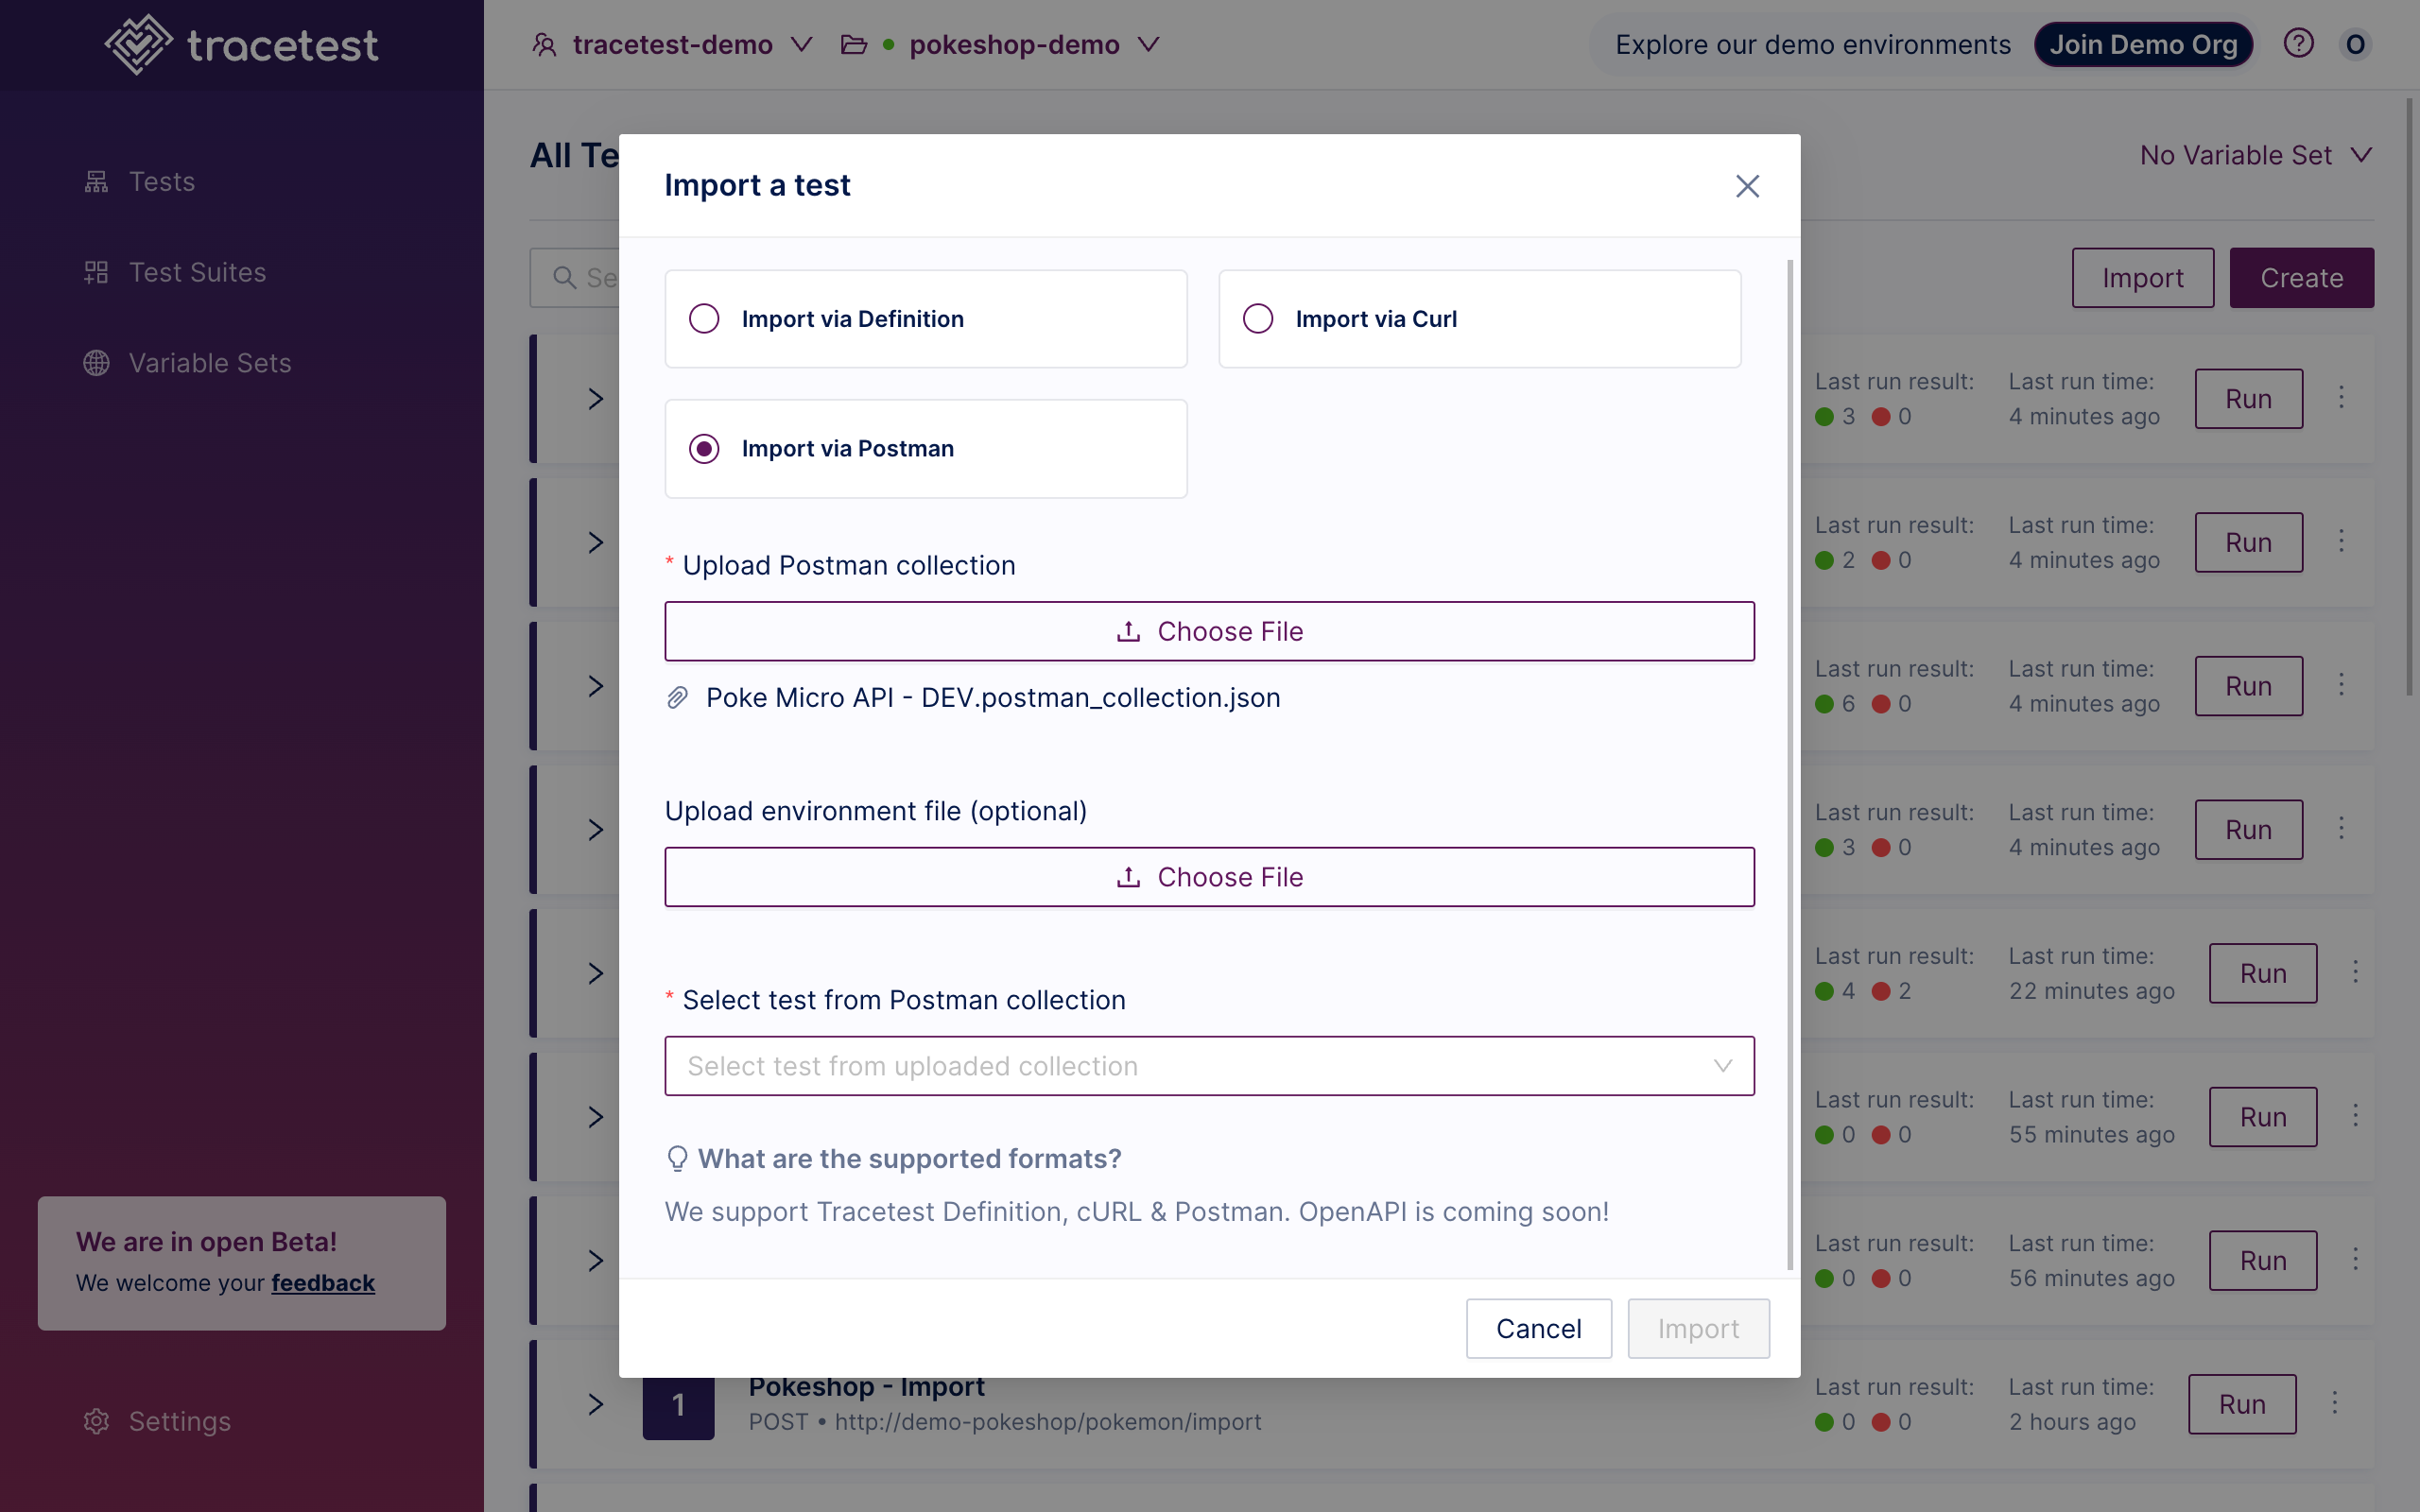 tracetest
tracetest-demo
pokeshop-demo
Explore our demo environments
Join Demo Org
O
Tests
Test Suites
Variable Sets
All Te
No Variable Set
Se
Import
Create
Import a test
Import via Definition
Import via Curl
Import via Postman
* Upload Postman collection
Choose File
Poke Micro API - DEV.postman_collection.json
Upload environment file (optional)
Choose File
* Select test from Postman collection
Select test from uploaded collection
What are the supported formats?
We support Tracetest Definition, cURL & Postman. OpenAPI is coming soon!
Cancel
Import
Last run result: Last run time:
3 0 4 minutes ago
Run
Last run result: Last run time:
2 0 4 minutes ago
Run
Last run result: Last run time:
6 0 4 minutes ago
Run
Last run result: Last run time:
3 0 4 minutes ago
Run
Last run result: Last run time:
4 2 22 minutes ago
Run
Last run result: Last run time:
0 0 55 minutes ago
Run
Last run result: Last run time:
0 0 56 minutes ago
Run
1
Pokeshop - Import
POST • http://demo-pokeshop/pokemon/import
Last run result: Last run time:
0 0 2 hours ago
Run
We are in open Beta!
We welcome your feedback
Settings